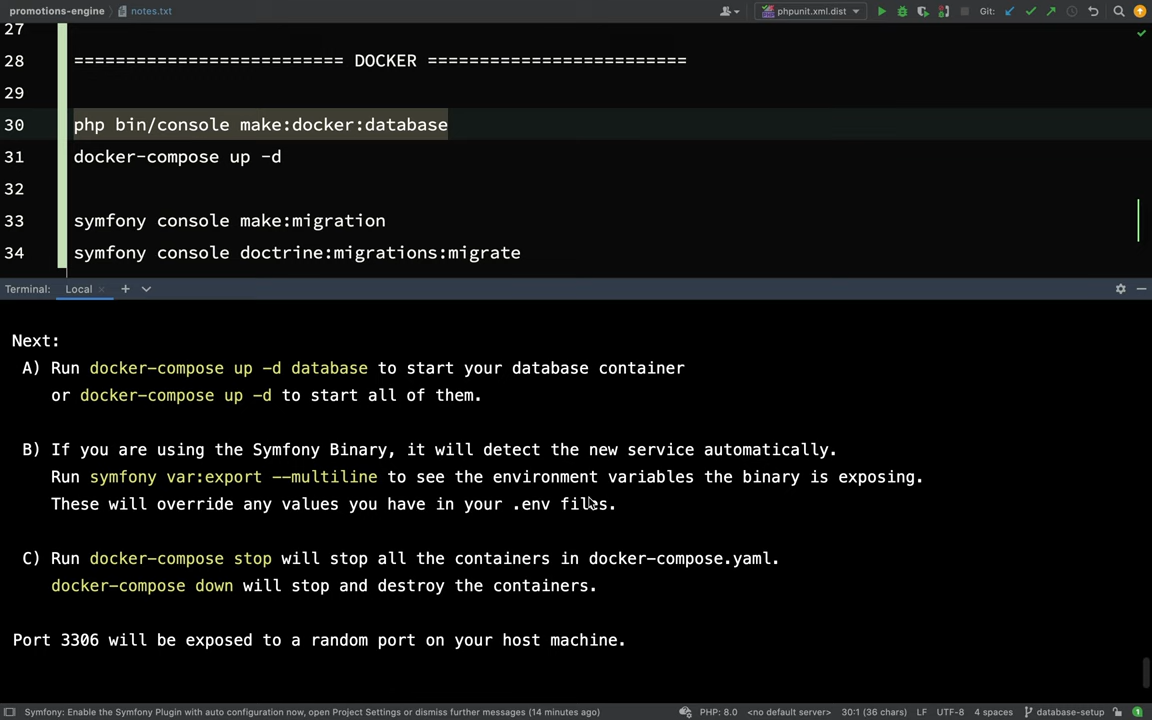 promotions-engine notes.txt phpunit.xml.dist Git:
27
28 ========================== DOCKER =========================
29
30 php bin/console make:docker:database
31 docker-compose up -d
32
33 symfony console make:migration
34 symfony console doctrine:migrations:migrate
Terminal: Local
Next:
A) Run docker-compose up -d database to start your database container
or docker-compose up -d to start all of them.
B) If you are using the Symfony Binary, it will detect the new service automatically.
Run symfony var:export --multiline to see the environment variables the binary is exposing.
These will override any values you have in your .env files.
C) Run docker-compose stop will stop all the containers in docker-compose.yaml.
docker-compose down will stop and destroy the containers.
Port 3306 will be exposed to a random port on your host machine.
Symfony: Enable the Symfony Plugin with auto configuration now, open Project Settings or dismiss further messages (14 minutes ago) PHP: 8.0 <no default server> 30:1 (36 chars) LF UTF-8 4 spaces database-setup 1